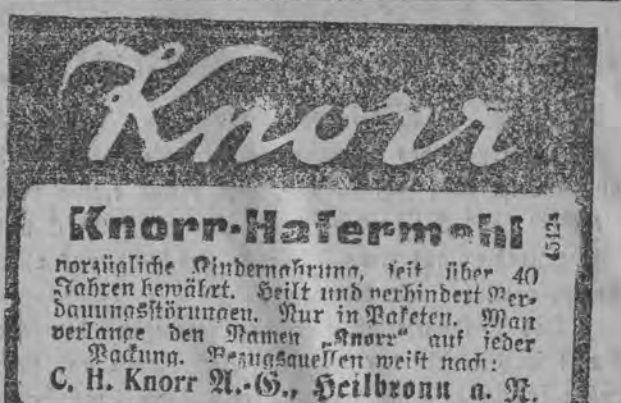 Knorr
Knorr-Hafermehl
45124
vorzügliche Kindernahrung, seit über 40
Jahren bewährt. Heilt und verhindert Ver-
dauungsstörungen. Nur in Paketen. Man
verlange den Namen „Knorr“ auf jeder
Packung. Bezugsquellen weist nach:
C. H. Knorr A.-G., Heilbronn a. N.